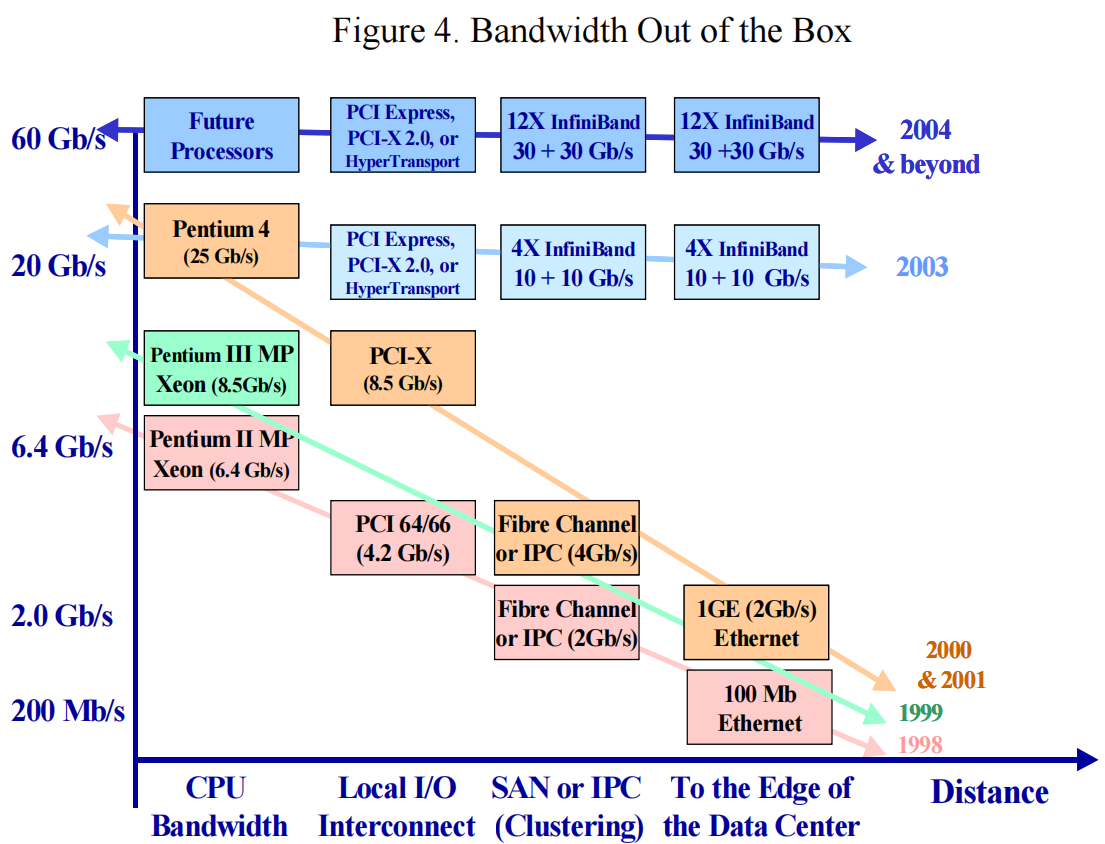 Figure 4. Bandwidth Out of the Box
60 Gb/s
Future
Processors
PCI Express,
PCI-X 2.0, or
HyperTransport
12X InfiniBand
30 + 30 Gb/s
12X InfiniBand
30 +30 Gb/s
2004
& beyond
20 Gb/s
Pentium 4
(25 Gb/s)
PCI Express,
PCI-X 2.0, or
HyperTransport
4X InfiniBand
10 + 10 Gb/s
4X InfiniBand
10 + 10 Gb/s
2003
Pentium III MP
Xeon (8.5Gb/s)
PCI-X
(8.5 Gb/s)
6.4 Gb/s
Pentium II MP
Xeon (6.4 Gb/s)
PCI 64/66
(4.2 Gb/s)
Fibre Channel
or IPC (4Gb/s)
2.0 Gb/s
Fibre Channel
or IPC (2Gb/s)
1GE (2Gb/s)
Ethernet
2000
& 2001
200 Mb/s
100 Mb
Ethernet
1999
1998
CPU
Bandwidth
Local I/O
Interconnect
SAN or IPC
(Clustering)
To the Edge of
the Data Center
Distance